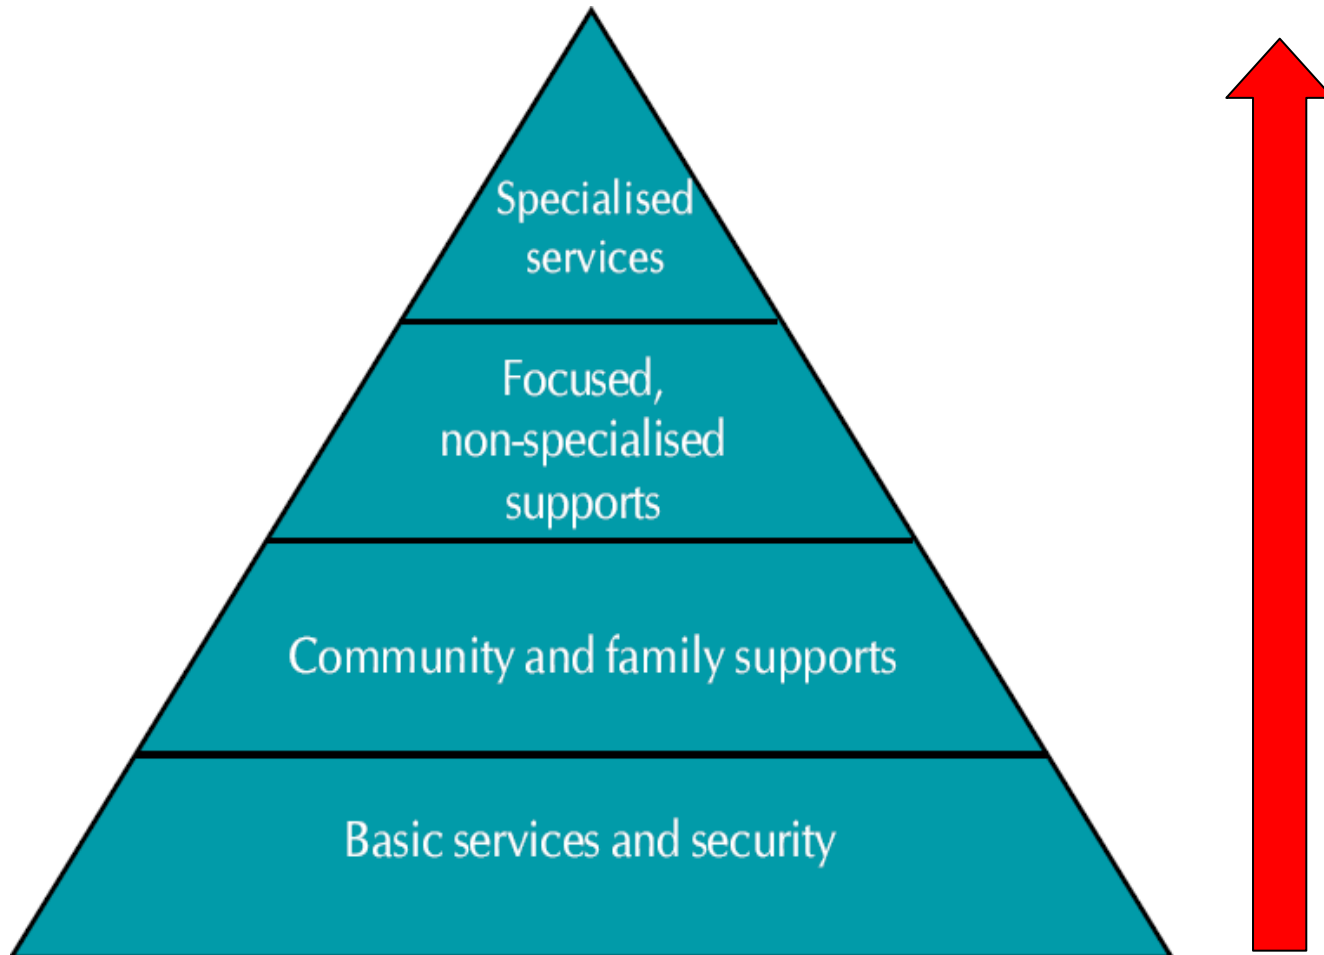 Specialised
services
Focused,
non-specialised
supports
Community and family supports
Basic services and security